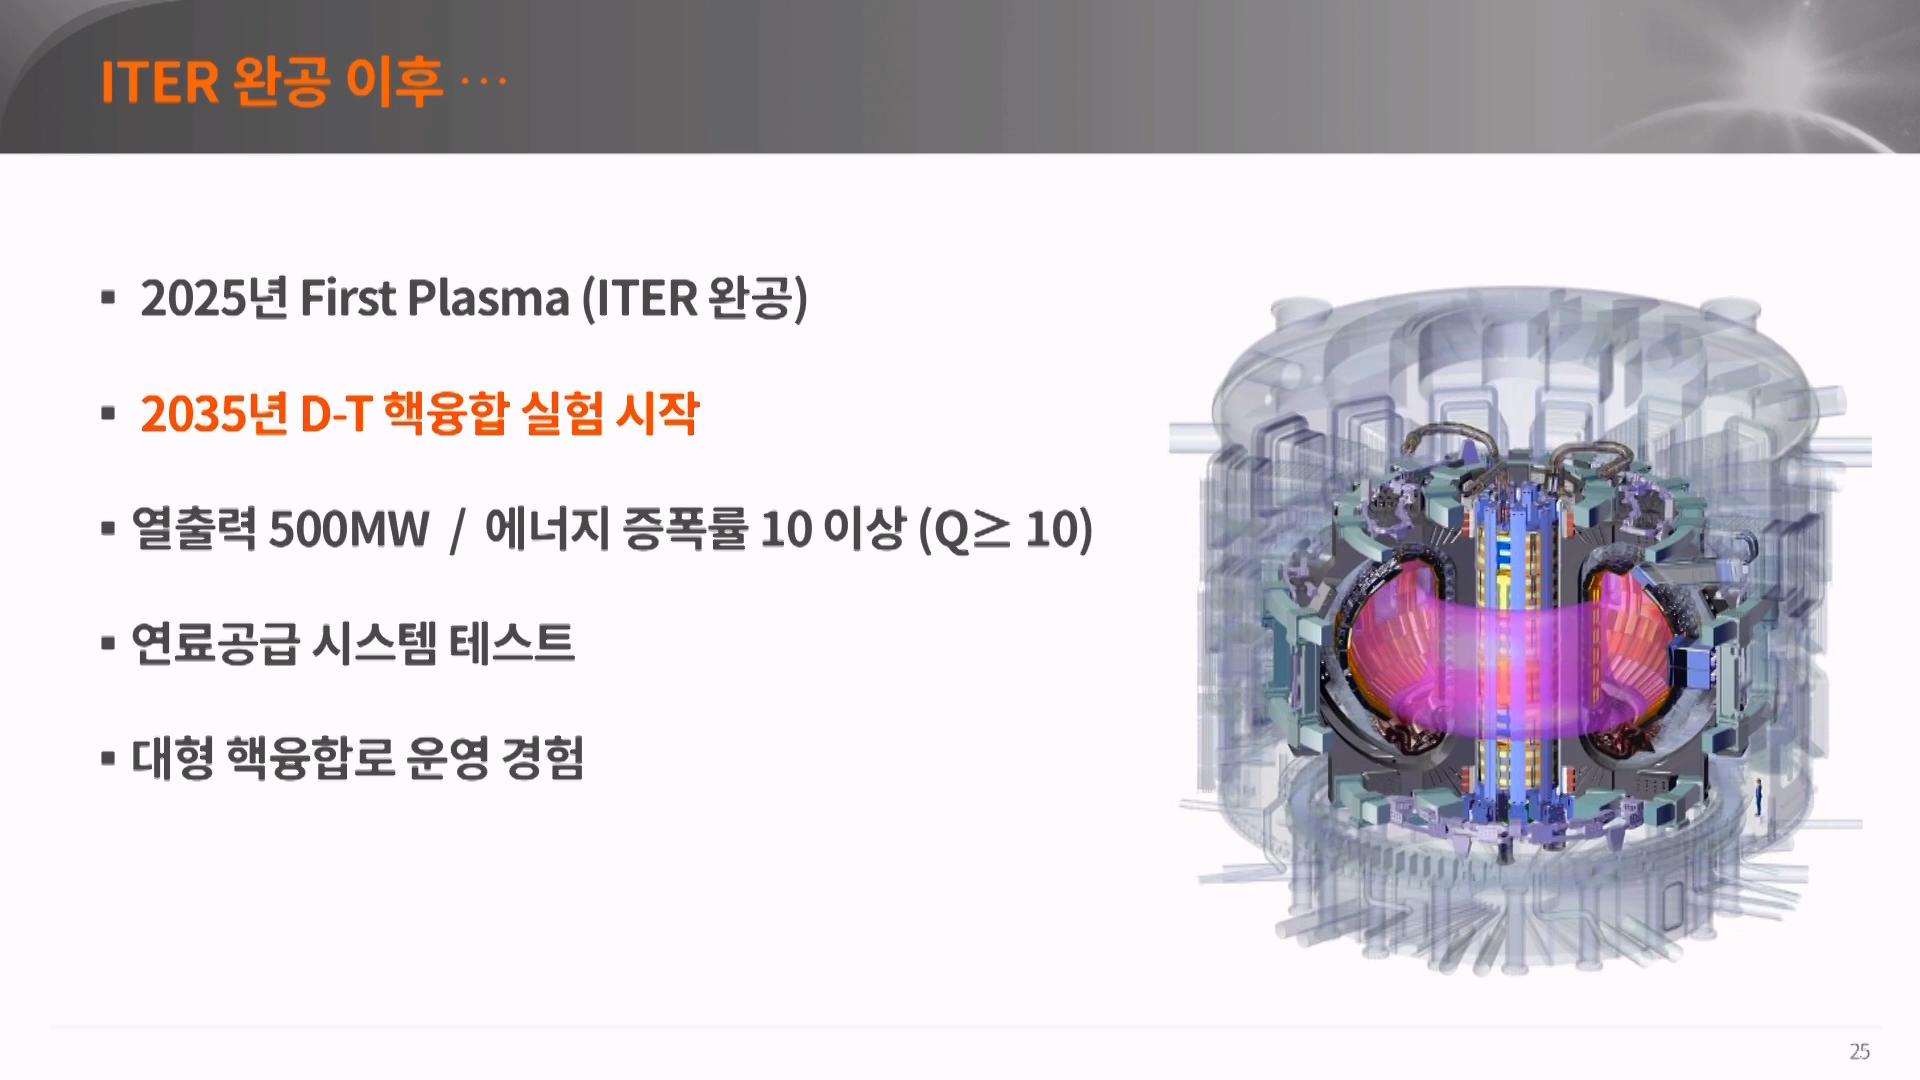 ITER 완공 이후 …
▪ 2025년 First Plasma (ITER 완공)
▪ 2035년 D-T 핵융합 실험 시작
▪ 열출력 500MW / 에너지 증폭률 10 이상 (Q≥ 10)
▪ 연료공급 시스템 테스트
▪ 대형 핵융합로 운영 경험
25